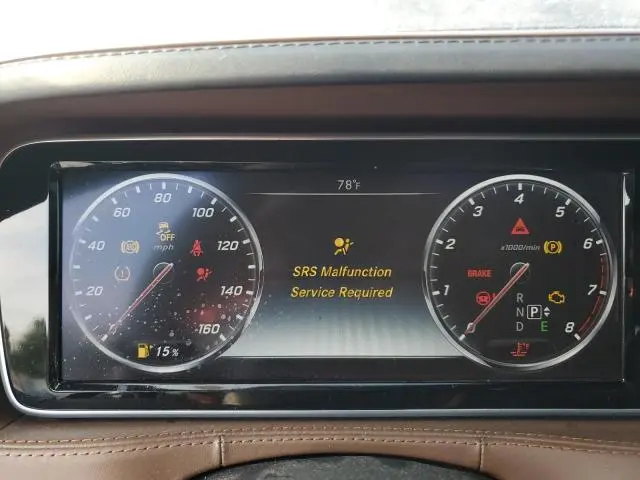 78°F
60 80 100
40 OFF mph 120
20 140
160
15%
SRS Malfunction
Service Required
3 4 5
2 x1000/min P 6
1 BRAKE 7
R
N P
D E
8
°F